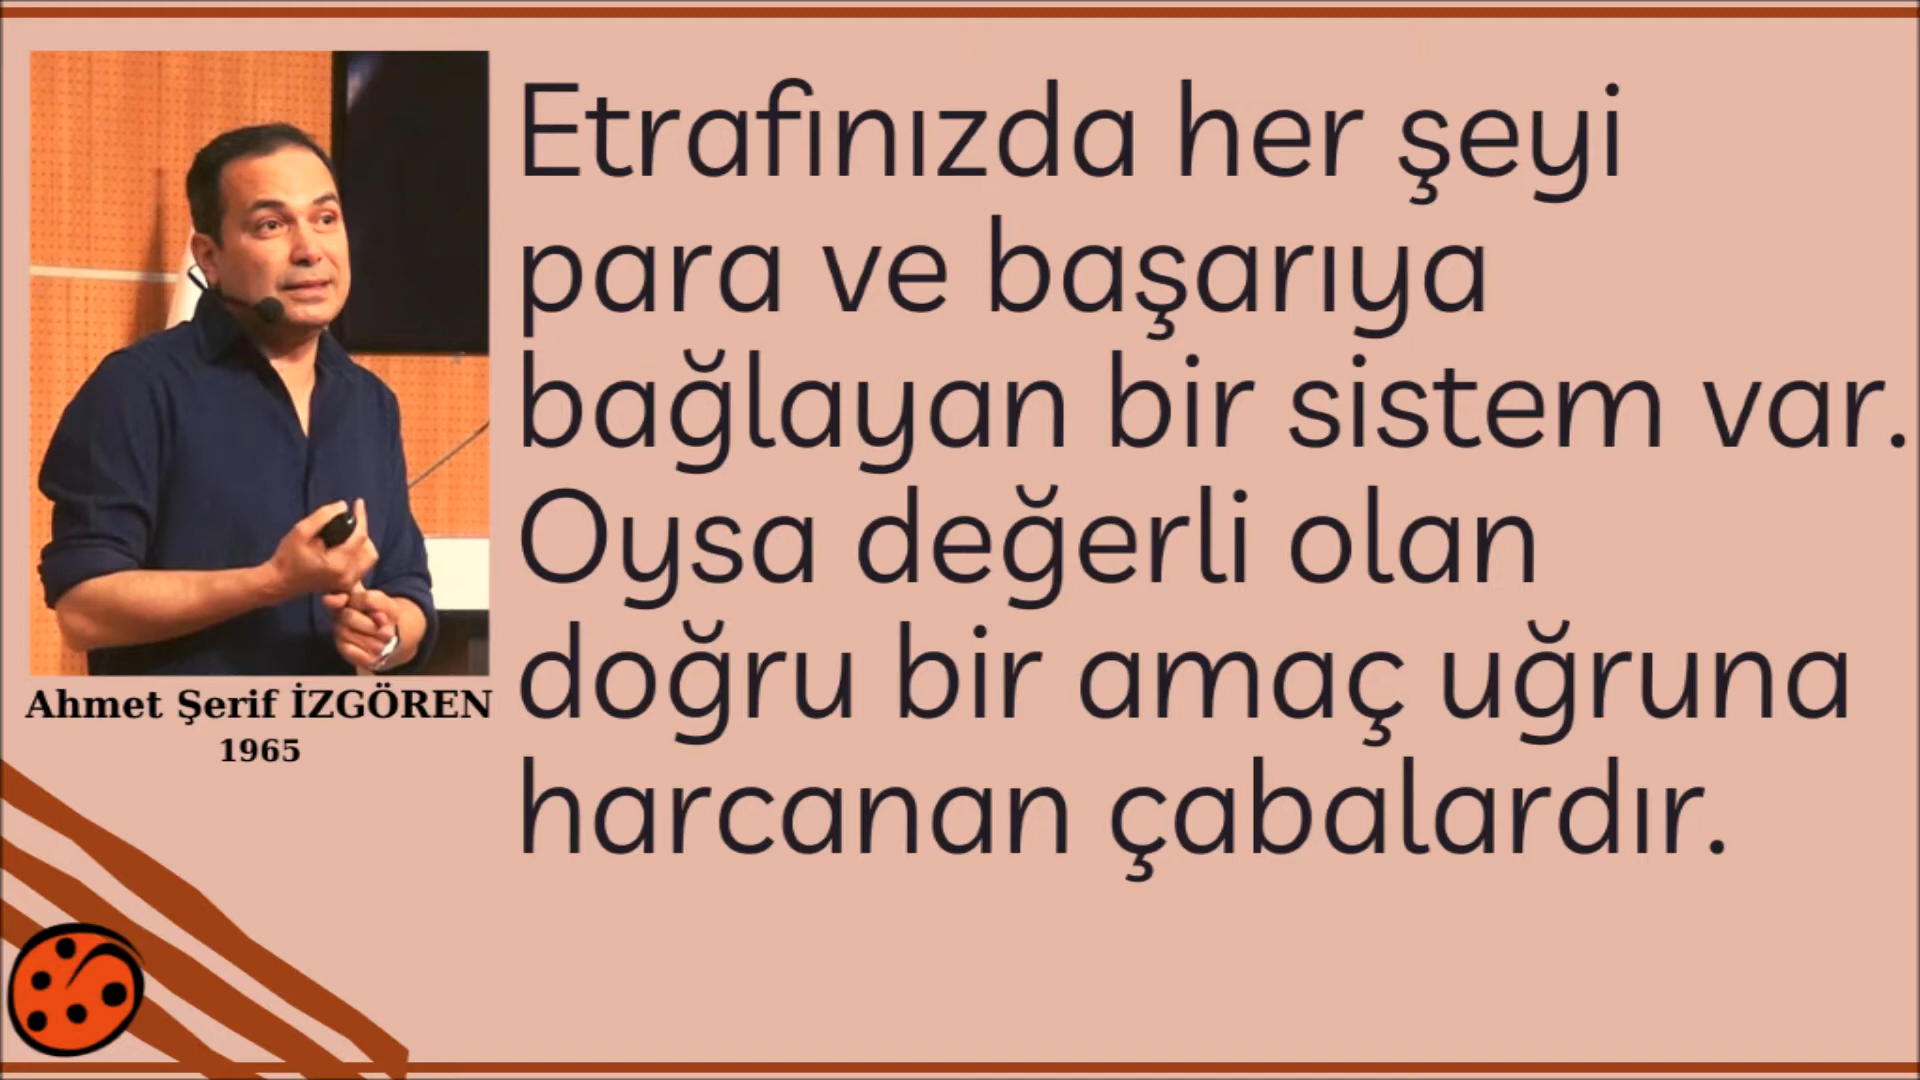 Etrafınızda her şeyi
para ve başarıya
bağlayan bir sistem var.
Oysa değerli olan
doğru bir amaç uğruna
harcanan çabalardır.
Ahmet Şerif İZGÖREN
1965